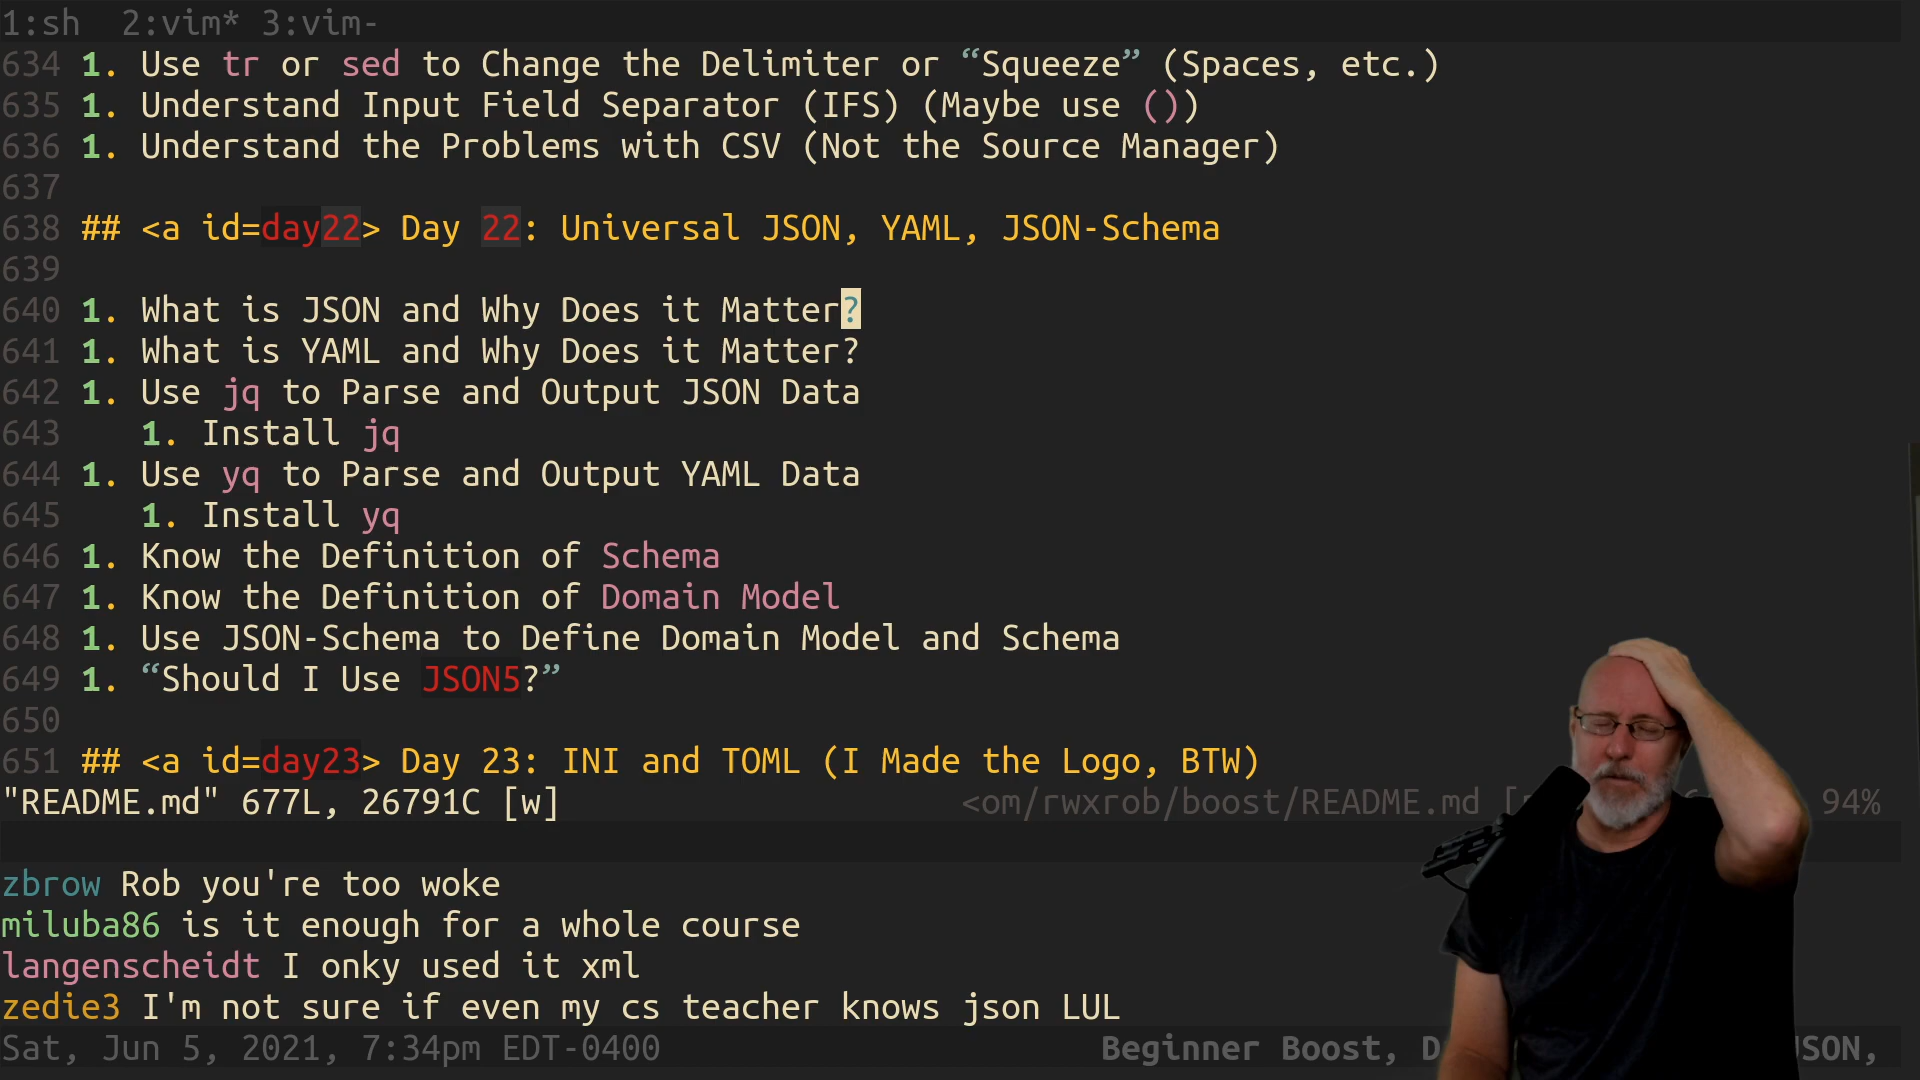 1:sh  2:vim* 3:vim-
634 1. Use tr or sed to Change the Delimiter or “Squeeze” (Spaces, etc.)
635 1. Understand Input Field Separator (IFS) (Maybe use ())
636 1. Understand the Problems with CSV (Not the Source Manager)
637
638 ## <a id=day22> Day 22: Universal JSON, YAML, JSON-Schema
639
640 1. What is JSON and Why Does it Matter?
641 1. What is YAML and Why Does it Matter?
642 1. Use jq to Parse and Output JSON Data
643    1. Install jq
644 1. Use yq to Parse and Output YAML Data
645    1. Install yq
646 1. Know the Definition of Schema
647 1. Know the Definition of Domain Model
648 1. Use JSON-Schema to Define Domain Model and Schema
649 1. “Should I Use JSON5?”
650
651 ## <a id=day23> Day 23: INI and TOML (I Made the Logo, BTW)
"README.md" 677L, 26791C [w] <om/rwxrob/boost/README.md 94%
zbrow Rob you're too woke
miluba86 is it enough for a whole course
langenscheidt I onky used it xml
zedie3 I'm not sure if even my cs teacher knows json LUL
Sat, Jun 5, 2021, 7:34pm EDT-0400 Beginner Boost,